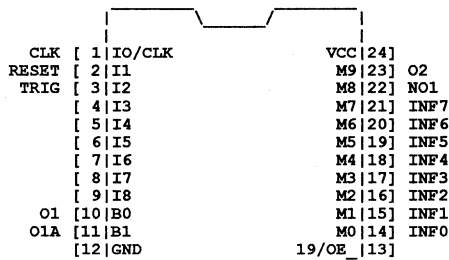 CLK [ 1|I0/CLK VCC|24]
RESET [ 2|I1 M9|23] O2
TRIG [ 3|I2 M8|22] NO1
[ 4|I3 M7|21] INF7
[ 5|I4 M6|20] INF6
[ 6|I5 M5|19] INF5
[ 7|I6 M4|18] INF4
[ 8|I7 M3|17] INF3
[ 9|I8 M2|16] INF2
O1 [10|B0 M1|15] INF1
O1A [11|B1 M0|14] INF0
[12|GND 19/OE_|13]